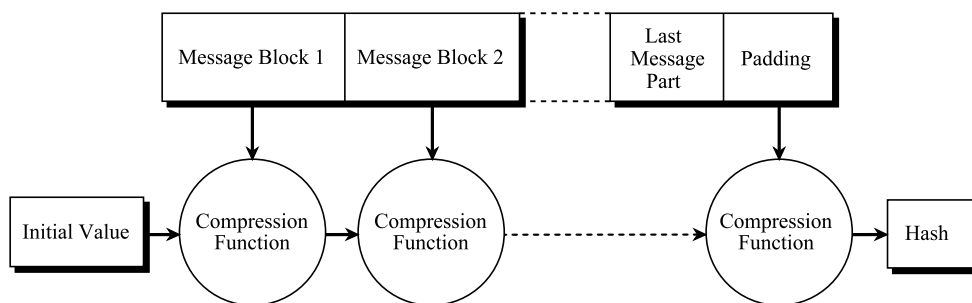 Message Block 1
Message Block 2
Last
Message
Part
Padding
Initial Value
Compression
Function
Compression
Function
Compression
Function
Hash